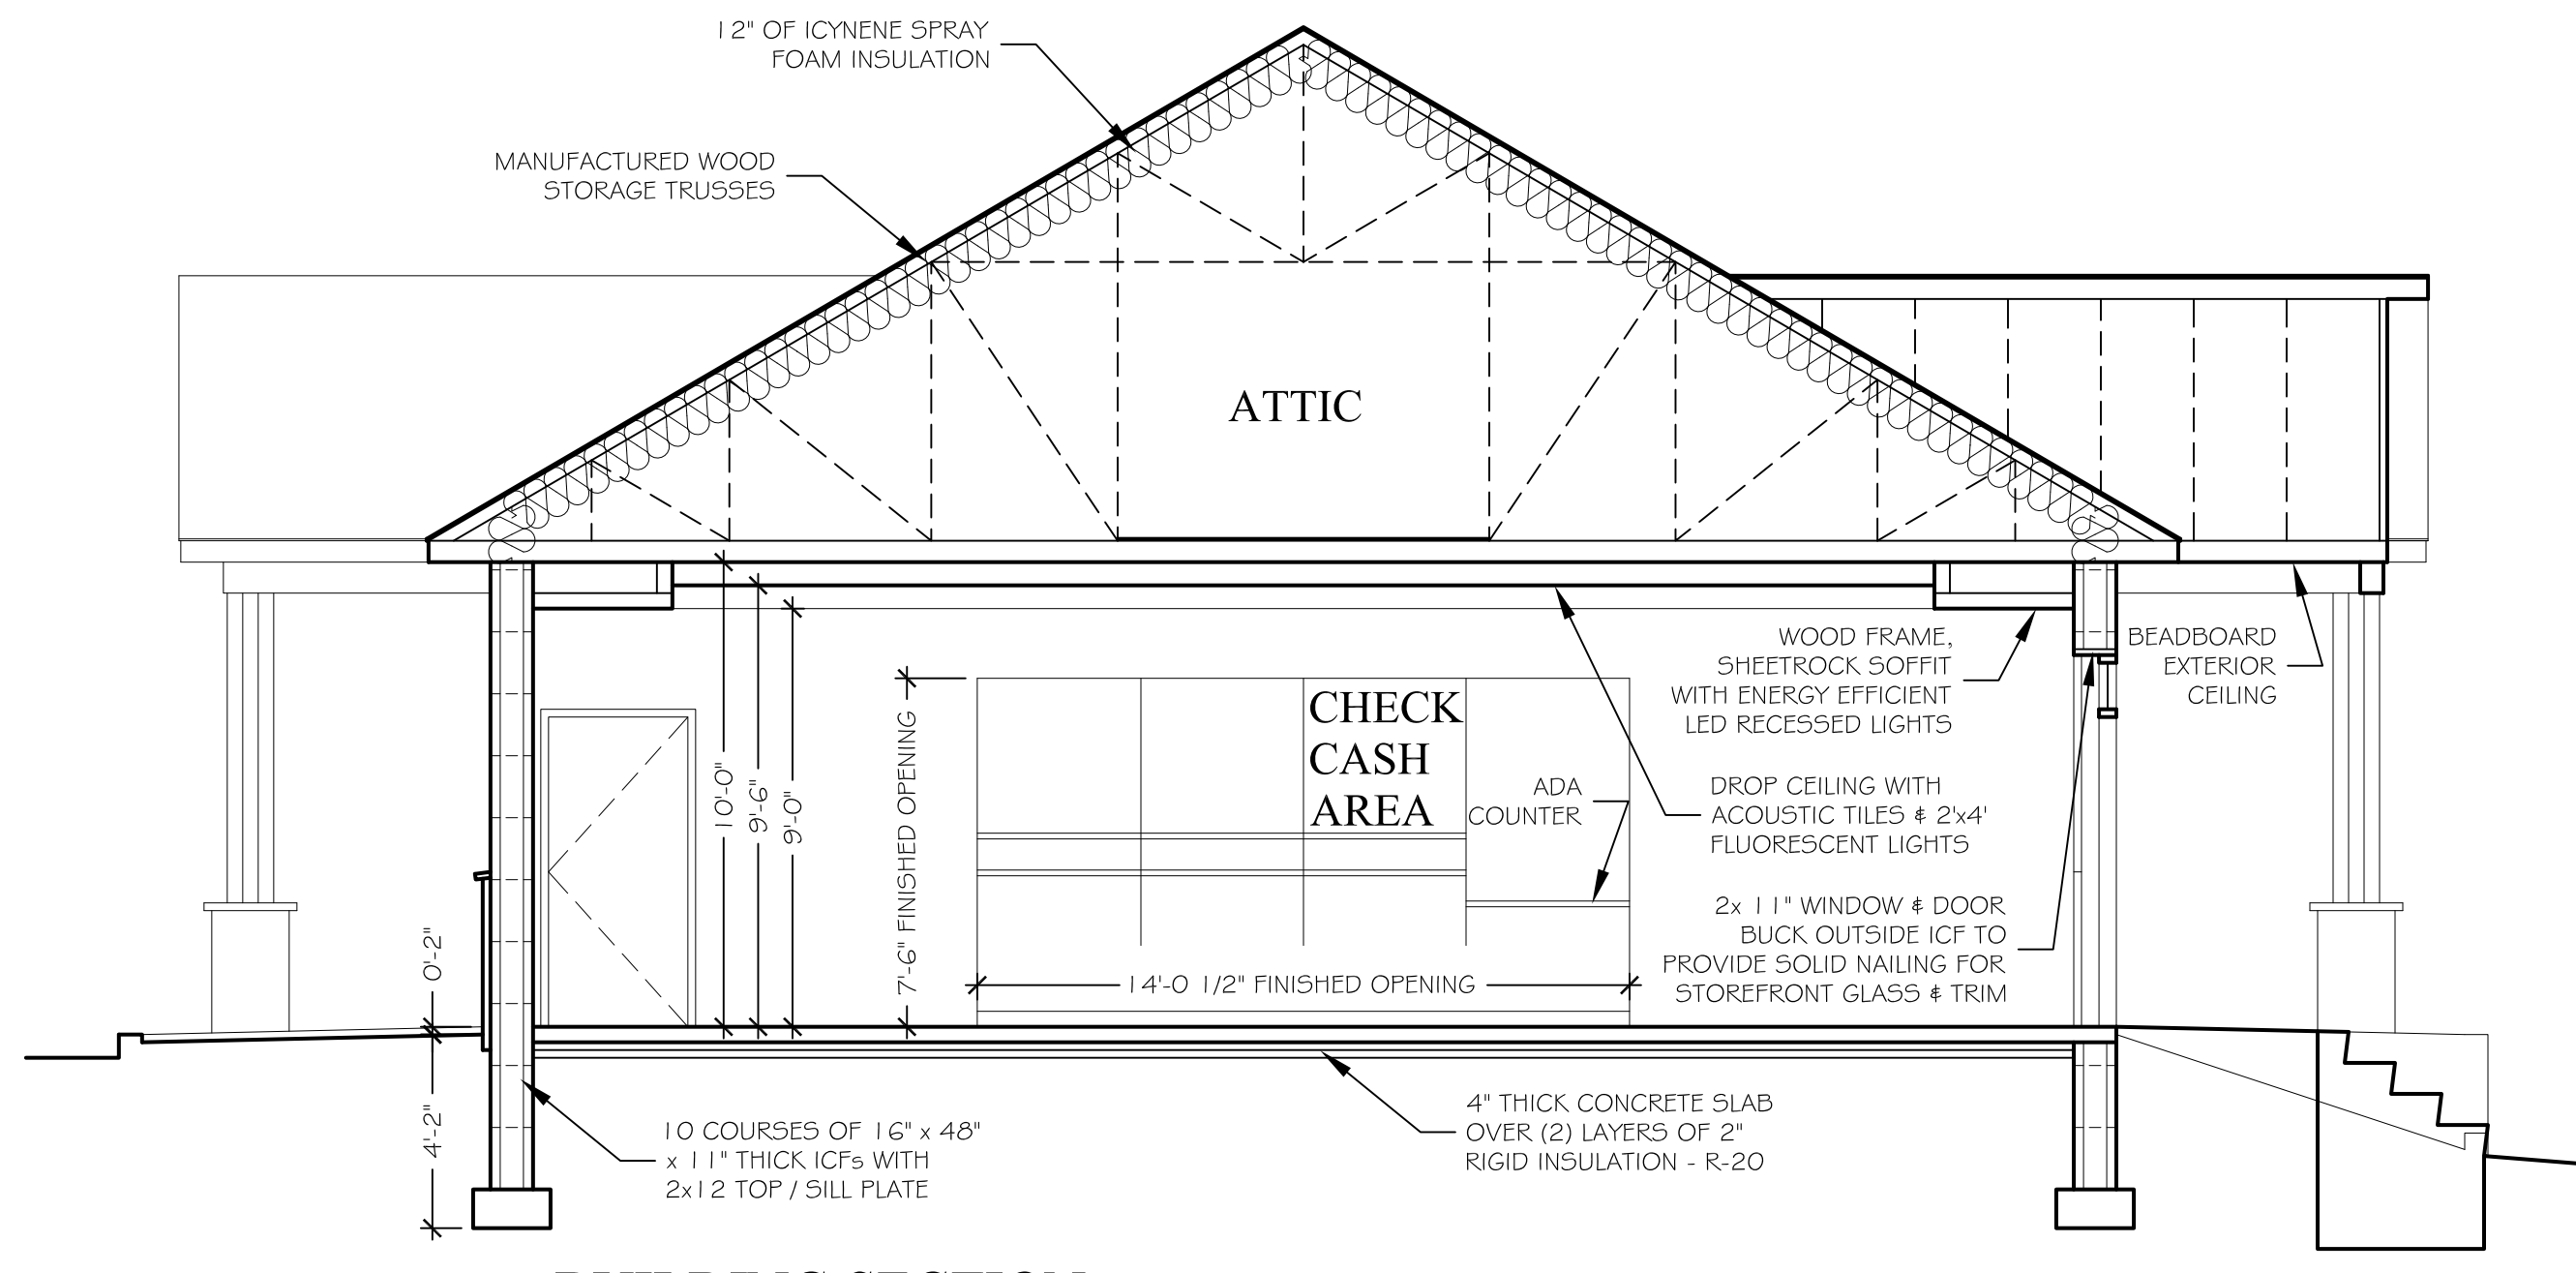 12" OF ICYNENE SPRAY
FOAM INSULATION
MANUFACTURED WOOD
STORAGE TRUSSES
ATTIC
WOOD FRAME,
SHEETROCK SOFFIT
WITH ENERGY EFFICIENT
LED RECESSED LIGHTS
BEADBOARD
EXTERIOR
CEILING
10'-0"
9'-6"
9'-0"
7'-6" FINISHED OPENING
CHECK
CASH
AREA
ADA
COUNTER
DROP CEILING WITH
ACOUSTIC TILES & 2'x4'
FLUORESCENT LIGHTS
2x 11" WINDOW & DOOR
BUCK OUTSIDE ICF TO
PROVIDE SOLID NAILING FOR
STOREFRONT GLASS & TRIM
14'-0 1/2" FINISHED OPENING
0'-2"
4'-2"
10 COURSES OF 16" x 48"
x 11" THICK ICFs WITH
2x12 TOP / SILL PLATE
4" THICK CONCRETE SLAB
OVER (2) LAYERS OF 2"
RIGID INSULATION - R-20